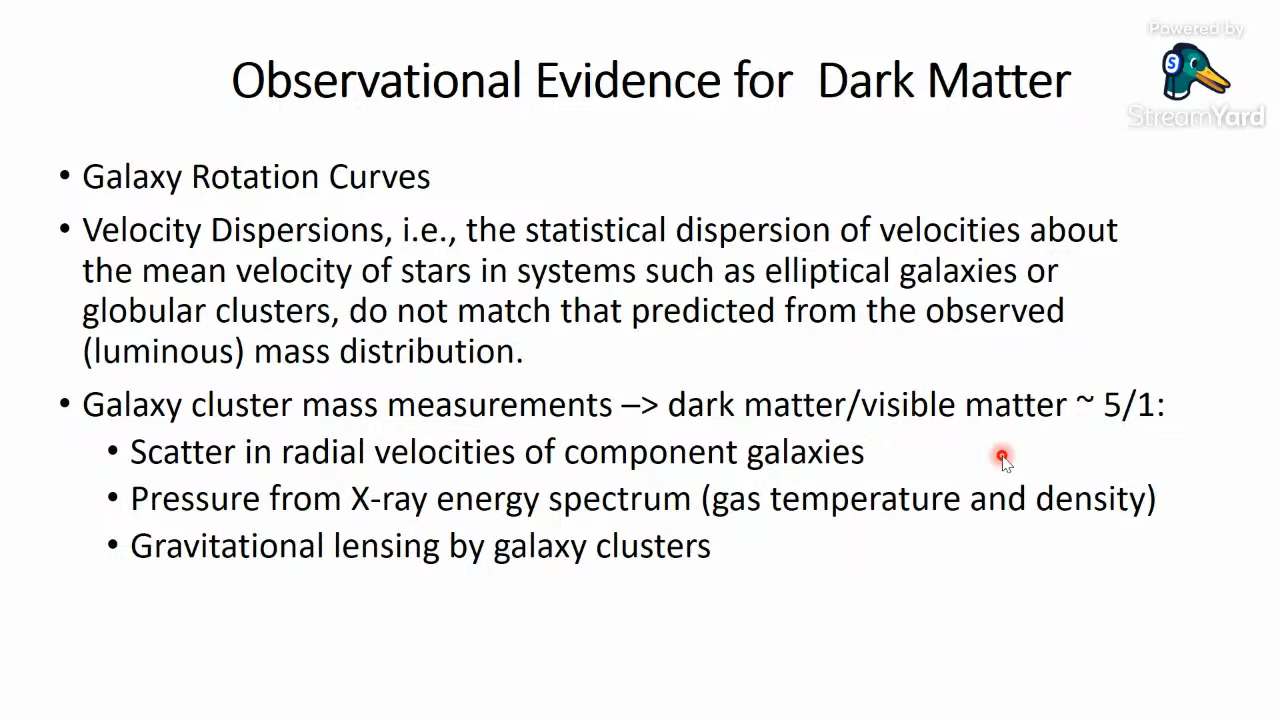 Powered by
Observational Evidence for  Dark Matter
S
StreamYard
• Galaxy Rotation Curves
• Velocity Dispersions, i.e., the statistical dispersion of velocities about
the mean velocity of stars in systems such as elliptical galaxies or
globular clusters, do not match that predicted from the observed
(luminous) mass distribution.
• Galaxy cluster mass measurements –> dark matter/visible matter ~ 5/1:
• Scatter in radial velocities of component galaxies
• Pressure from X-ray energy spectrum (gas temperature and density)
• Gravitational lensing by galaxy clusters